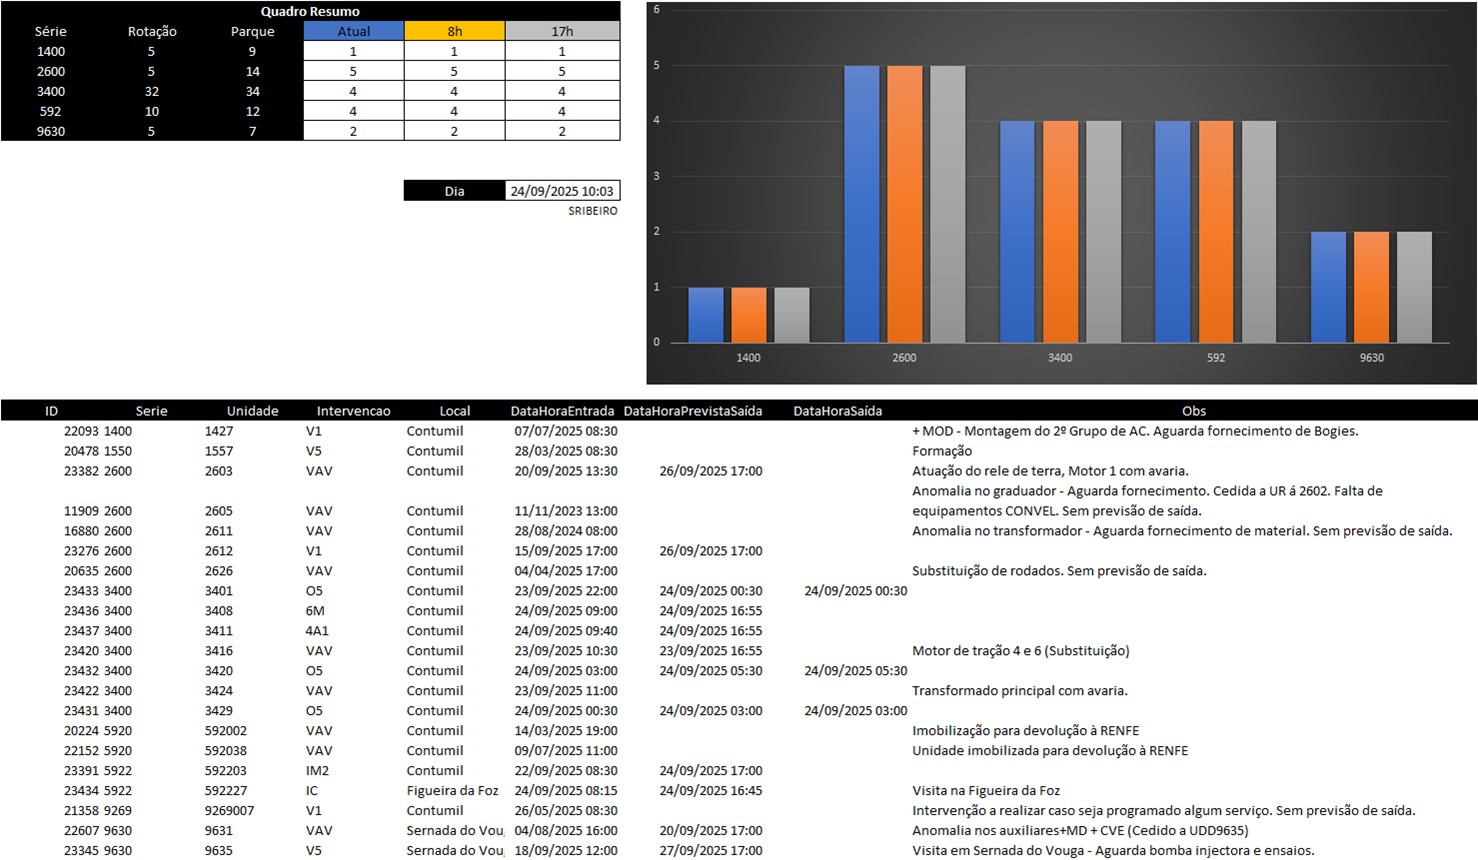 Quadro Resumo
Série Rotação Parque Atual 8h 17h
1400 5 9 1 1 1
2600 5 14 5 5 5
3400 32 34 4 4 4
592 10 12 4 4 4
9630 5 7 2 2 2
Dia 24/09/2025 10:03
SRIBEIRO
6
5
4
3
2
1
0
1400 2600 3400 592 9630
ID Serie Unidade Intervencao Local DataHoraEntrada DataHoraPrevistaSaída DataHoraSaída Obs
22093 1400 1427 V1 Contumil 07/07/2025 08:30 + MOD - Montagem do 2º Grupo de AC. Aguarda fornecimento de Bogies.
20478 1550 1557 V5 Contumil 28/03/2025 08:30 Formação
23382 2600 2603 VAV Contumil 20/09/2025 13:30 26/09/2025 17:00 Atuação do rele de terra, Motor 1 com avaria.
Anomalia no graduador - Aguarda fornecimento. Cedida a UR á 2602. Falta de
11909 2600 2605 VAV Contumil 11/11/2023 13:00 equipamentos CONVEL. Sem previsão de saída.
16880 2600 2611 VAV Contumil 28/08/2024 08:00 Anomalia no transformador - Aguarda fornecimento de material. Sem previsão de saída.
23276 2600 2612 V1 Contumil 15/09/2025 17:00 26/09/2025 17:00
20635 2600 2626 VAV Contumil 04/04/2025 17:00 Substituição de rodados. Sem previsão de saída.
23433 3400 3401 O5 Contumil 23/09/2025 22:00 24/09/2025 00:30 24/09/2025 00:30
23436 3400 3408 6M Contumil 24/09/2025 09:00 24/09/2025 16:55
23437 3400 3411 4A1 Contumil 24/09/2025 09:40 24/09/2025 16:55
23420 3400 3416 VAV Contumil 23/09/2025 10:30 23/09/2025 16:55 Motor de tração 4 e 6 (Substituição)
23432 3400 3420 O5 Contumil 24/09/2025 03:00 24/09/2025 05:30 24/09/2025 05:30
23422 3400 3424 VAV Contumil 23/09/2025 11:00 Transformado principal com avaria.
23431 3400 3429 O5 Contumil 24/09/2025 00:30 24/09/2025 03:00 24/09/2025 03:00
20224 5920 592002 VAV Contumil 14/03/2025 19:00 Imobilização para devolução à RENFE
22152 5920 592038 VAV Contumil 09/07/2025 11:00 Unidade imobilizada para devolução à RENFE
23391 5922 592203 IM2 Contumil 22/09/2025 08:30 24/09/2025 17:00
23434 5922 592227 IC Figueira da Foz 24/09/2025 08:15 24/09/2025 16:45 Visita na Figueira da Foz
21358 9269 9269007 V1 Contumil 26/05/2025 08:30 Intervenção a realizar caso seja programado algum serviço. Sem previsão de saída.
22607 9630 9631 VAV Sernada do Voug 04/08/2025 16:00 20/09/2025 17:00 Anomalia nos auxiliares+MD + CVE (Cedido a UDD9635)
23345 9630 9635 V5 Sernada do Voug 18/09/2025 12:00 27/09/2025 17:00 Visita em Sernada do Vouga - Aguarda bomba injectora e ensaios.